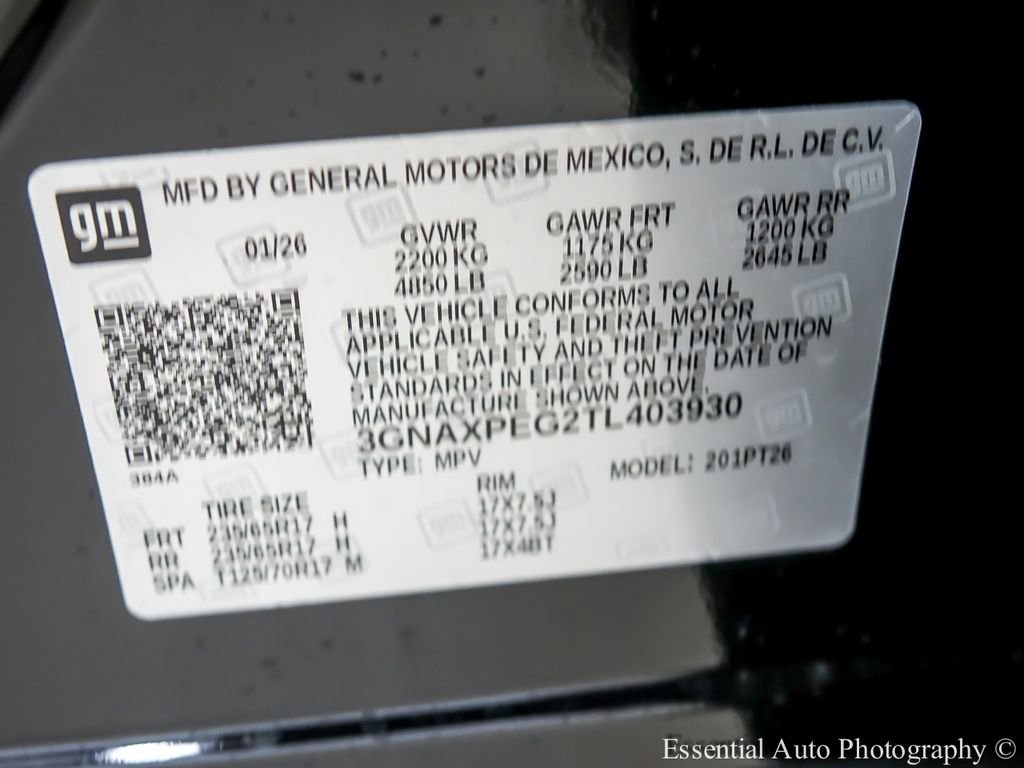 MFD BY GENERAL MOTORS DE MEXICO, S. DE R.L. DE C.V.
gm
01/26
GVWR
2200 KG
4850 LB
GAWR FRT
1175 KG
2590 LB
GAWR RR
1200 KG
2645 LB
THIS VEHICLE CONFORMS TO ALL
APPLICABLE U.S. FEDERAL MOTOR
VEHICLE SAFETY AND THEFT PREVENTION
STANDARDS IN EFFECT ON THE DATE OF
MANUFACTURE SHOWN ABOVE.
3GNAXPEG2TL403930
TYPE: MPV
MODEL: 201PT26
384A
TIRE SIZE
RIM
FRT 235/65R17 H 17X7.5J
RR 235/65R17 H 17X7.5J
SPA T125/70R17 M 17X4BT
Essential Auto Photography ©